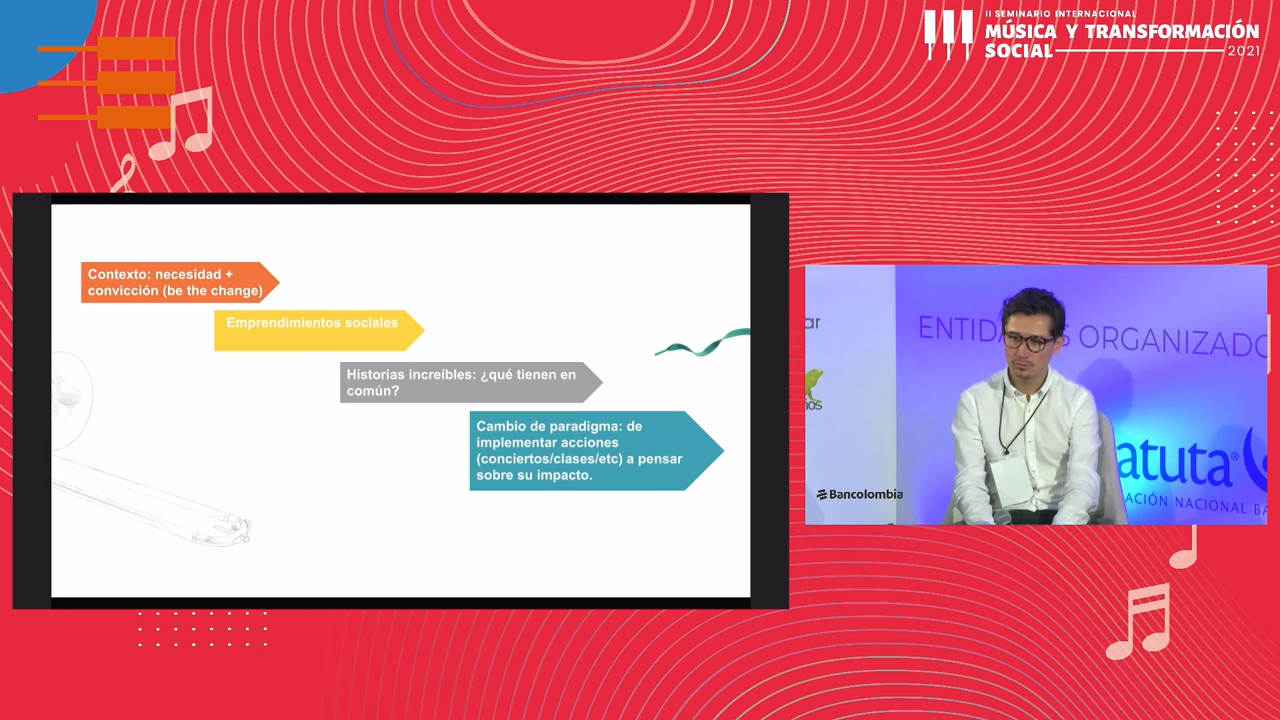 II SEMINARIO INTERNACIONAL
MÚSICA Y TRANSFORMACIÓN
SOCIAL
2021
Contexto: necesidad +
convicción (be the change)
Emprendimientos sociales
Historias increíbles: ¿qué tienen en
común?
Cambio de paradigma: de
implementar acciones
(conciertos/clases/etc) a pensar
sobre su impacto.
ORGANIZADO
atuta®
ACIÓN NACIONAL BA
Bancolombia